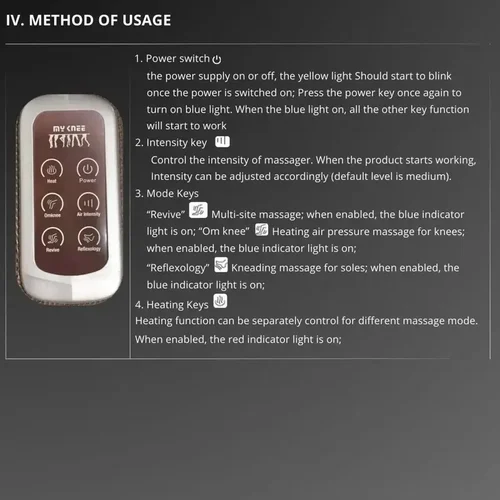 IV. METHOD OF USAGE
MY KNEE
Heat
Power
Omknee
Air Intensity
Revive
Reflexology
1. Power switch
the power supply on or off, the yellow light Should start to blink
once the power is switched on; Press the power key once again to
turn on blue light. When the blue light on, all the other key function
will start to work
2. Intensity key
Control the intensity of massager. When the product starts working,
Intensity can be adjusted accordingly (default level is medium).
3. Mode Keys
“Revive” Multi-site massage; when enabled, the blue indicator
light is on; “Om knee” Heating air pressure massage for knees;
when enabled, the blue indicator light is on;
“Reflexology” Kneading massage for soles; when enabled, the
blue indicator light is on;
4. Heating Keys
Heating function can be separately control for different massage mode.
When enabled, the red indicator light is on;